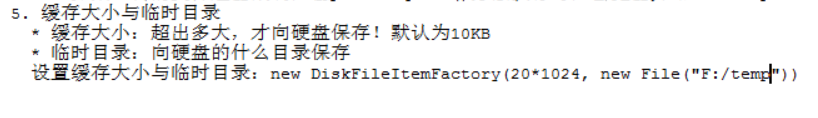 5. 缓存大小与临时目录
* 缓存大小：超出多大，才向硬盘保存！默认为10KB
* 临时目录：向硬盘的什么目录保存
设置缓存大小与临时目录：new DiskFileItemFactory(20*1024, new File("F:/temp"))